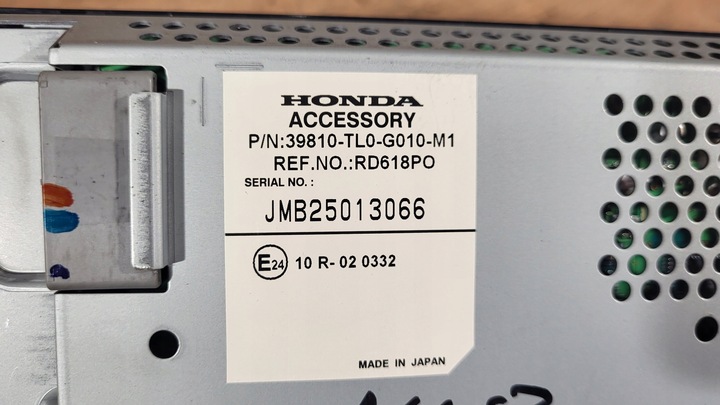 HONDA
ACCESSORY
P/N:39810-TL0-G010-M1
REF.NO.:RD618PO
SERIAL NO. :
JMB25013066
E24 10 R- 02 0332
MADE IN JAPAN